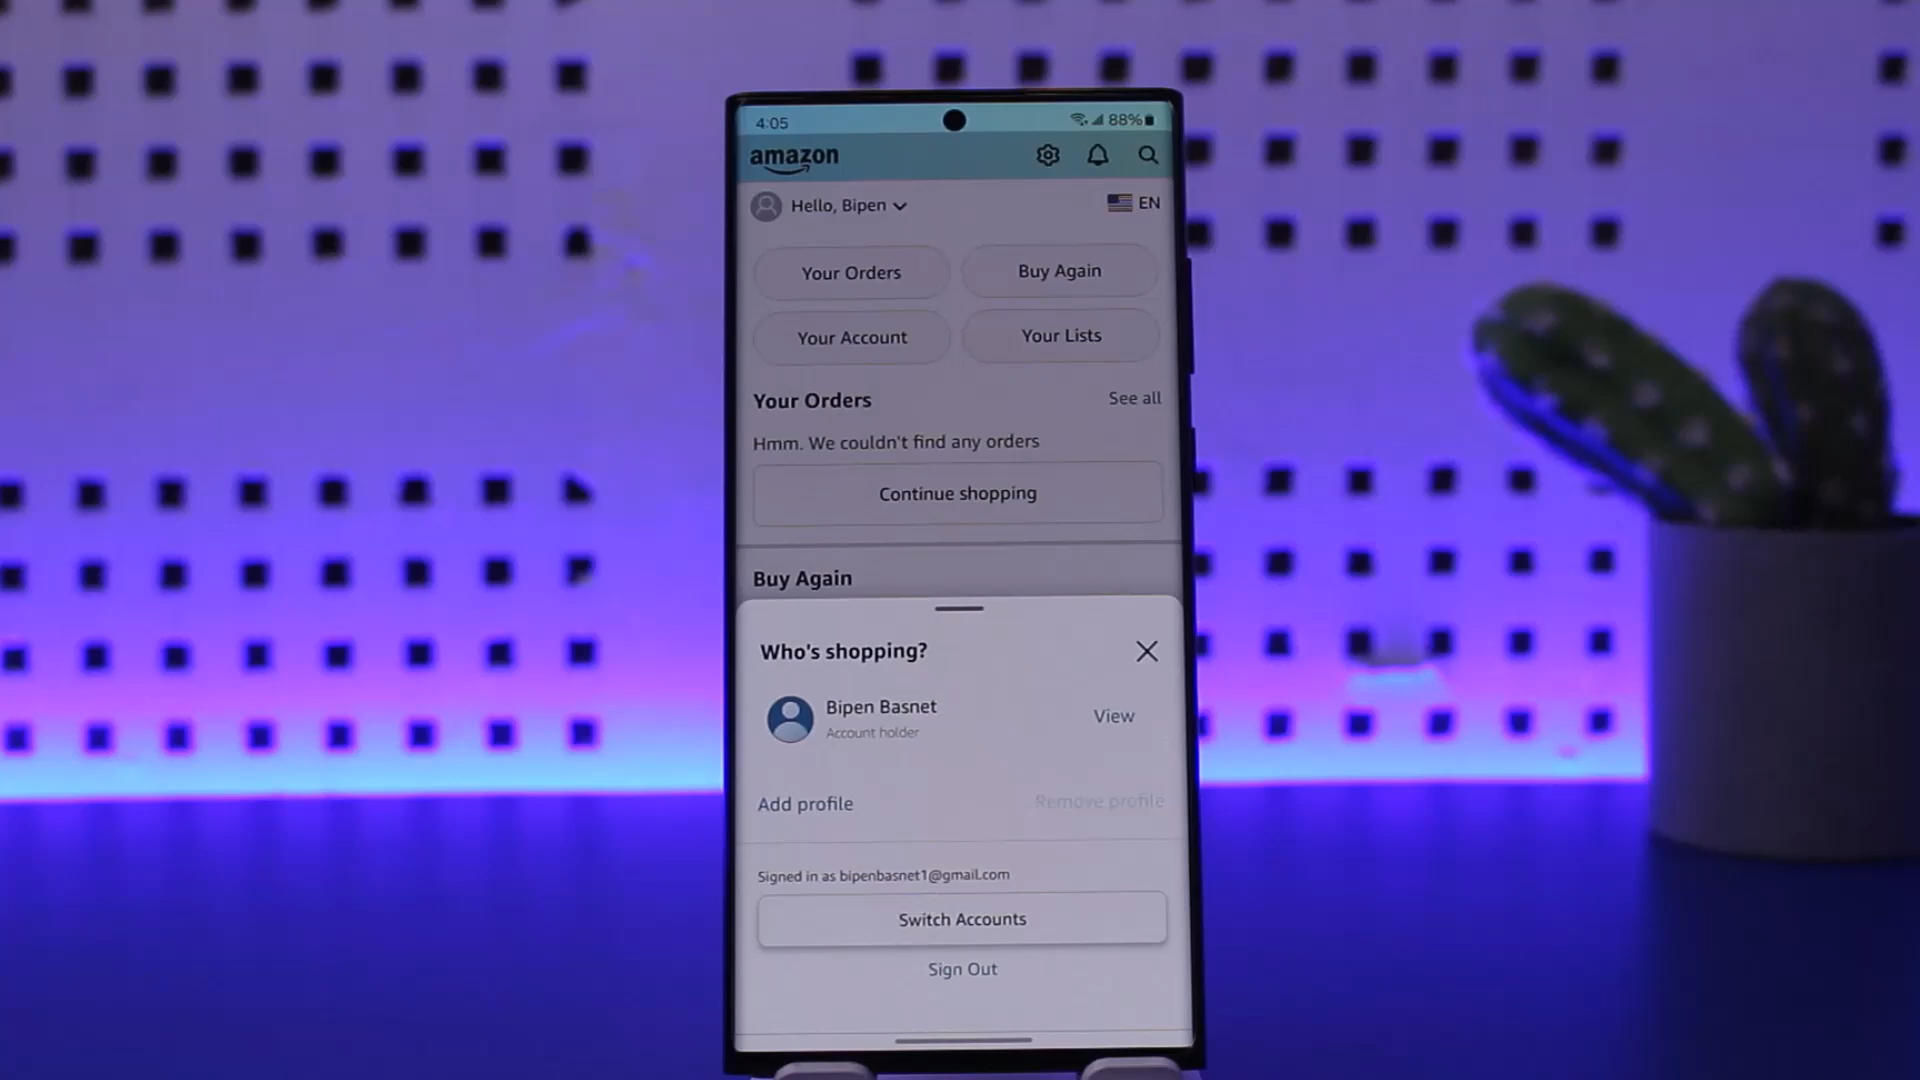 4:05
88%
amazon
Hello, Bipen
EN
Your Orders
Buy Again
Your Account
Your Lists
Your Orders
See all
Hmm. We couldn't find any orders
Continue shopping
Buy Again
Who's shopping?
Bipen Basnet
View
Account holder
Add profile
Remove profile
Signed in as bipenbasnet1@gmail.com
Switch Accounts
Sign Out